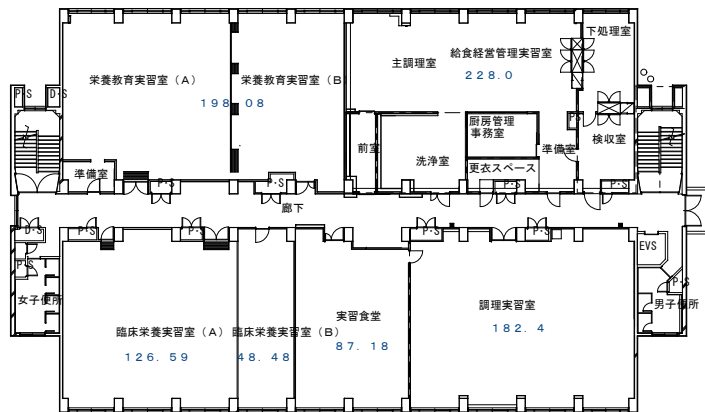 下処理室
主調理室
給食経営管理実習室
228.0
栄養教育実習室（A）
栄養教育実習室（B）
198.08
P・S
D・S
P・S
厨房管理
事務室
前室
準備室
検収室
洗浄室
更衣スペース
準備室
P・S
P・S
P・S
P・S
廊下
D・S
P・S
P・S
P・S
P・S
EVS
P・S
P・S
女子便所
男子便所
実習食堂
調理実習室
臨床栄養実習室（A）
臨床栄養実習室（B）
126.59
48.48
87.18
182.4